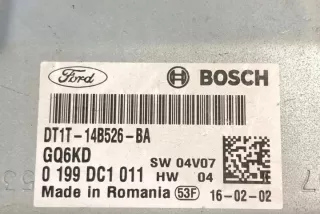 Ford
BOSCH
DT1T-14B526-BA
GQ6KD
SW 04V07
0 199 DC1 011
HW 04
Made in Romania
53F
16-02-02